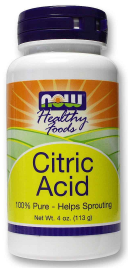 NOW
Healthy
Foods
Citric
Acid
100% Pure - Helps Sprouting
Net Wt. 4 oz. (113 g)